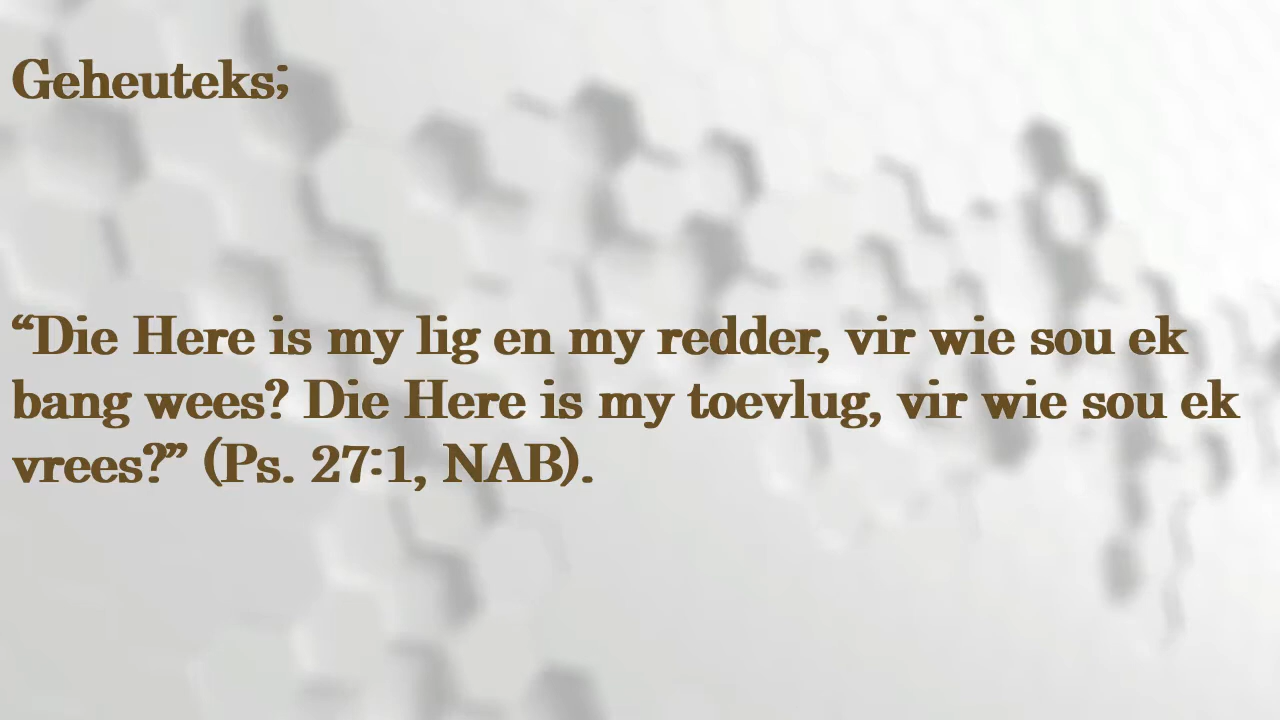 Geheuteks;
“Die Here is my lig en my redder, vir wie sou ek
bang wees? Die Here is my toevlug, vir wie sou ek
vrees?” (Ps. 27:1, NAB).